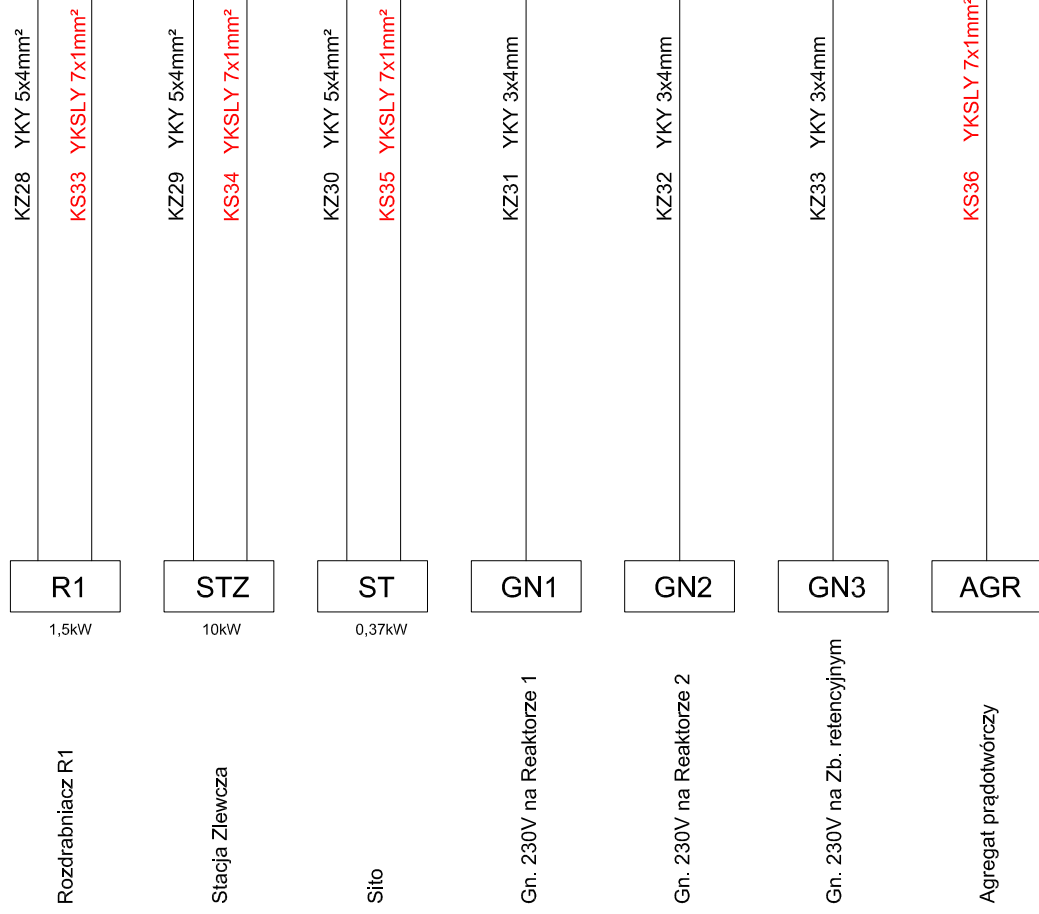 KZ28 YKY 5x4mm²
KS33 YKSLY 7x1mm²
KZ29 YKY 5x4mm²
KS34 YKSLY 7x1mm²
KZ30 YKY 5x4mm²
KS35 YKSLY 7x1mm²
KZ31 YKY 3x4mm
KZ32 YKY 3x4mm
KZ33 YKY 3x4mm
KS36 YKSLY 7x1mm²
R1
STZ
ST
GN1
GN2
GN3
AGR
1,5kW
10kW
0,37kW
Rozdrabniacz R1
Stacja Zlewcza
Sito
Gn. 230V na Reaktorze 1
Gn. 230V na Reaktorze 2
Gn. 230V na Zb. retencyjnym
Agregat prądotwórczy